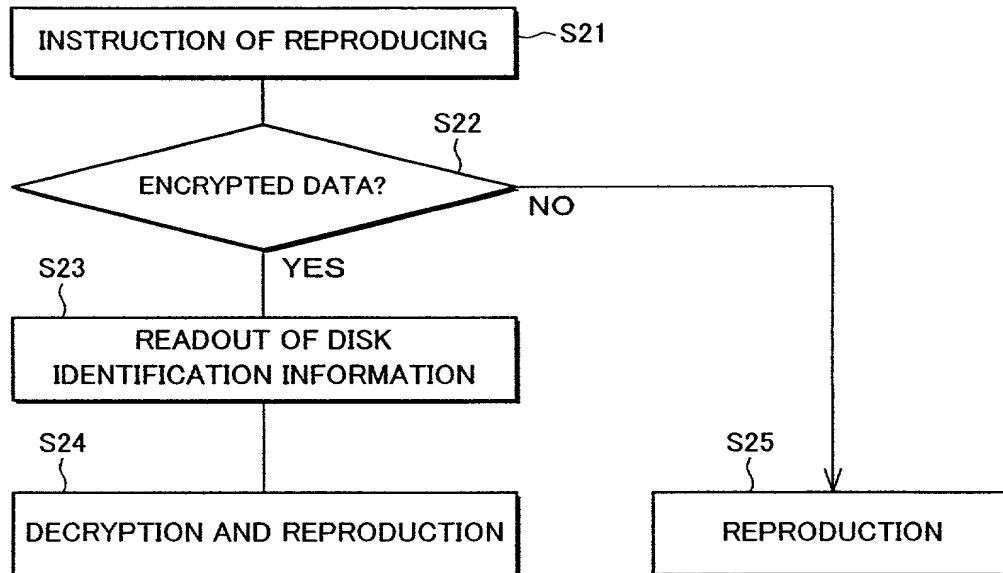 INSTRUCTION OF REPRODUCING
S21
S22
ENCRYPTED DATA?
NO
YES
S23
READOUT OF DISK
IDENTIFICATION INFORMATION
S24
DECRYPTION AND REPRODUCTION
S25
REPRODUCTION